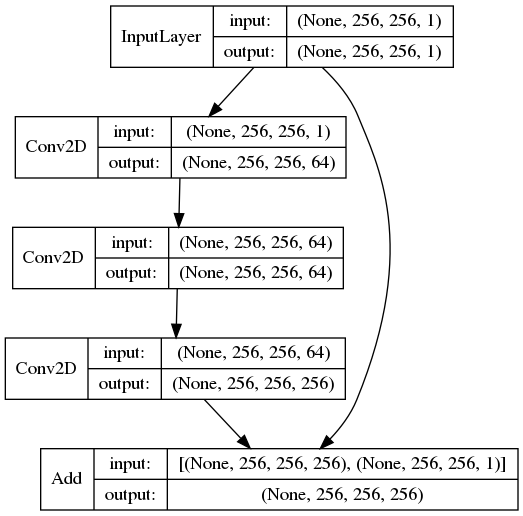 InputLayer
input: (None, 256, 256, 1)
output: (None, 256, 256, 1)
Conv2D
input: (None, 256, 256, 1)
output: (None, 256, 256, 64)
Conv2D
input: (None, 256, 256, 64)
output: (None, 256, 256, 64)
Conv2D
input: (None, 256, 256, 64)
output: (None, 256, 256, 256)
Add
input: [(None, 256, 256, 256), (None, 256, 256, 1)]
output: (None, 256, 256, 256)